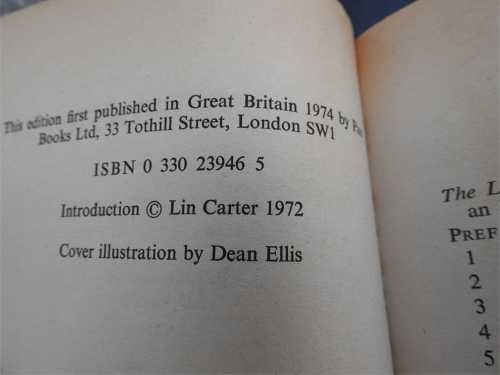 This edition first published in Great Britain 1974 by
Books Ltd, 33 Tothill Street, London SW1
ISBN 0 330 23946 5
Introduction © Lin Carter 1972
Cover illustration by Dean Ellis
The L
an
PREF
1
2
3
4
5